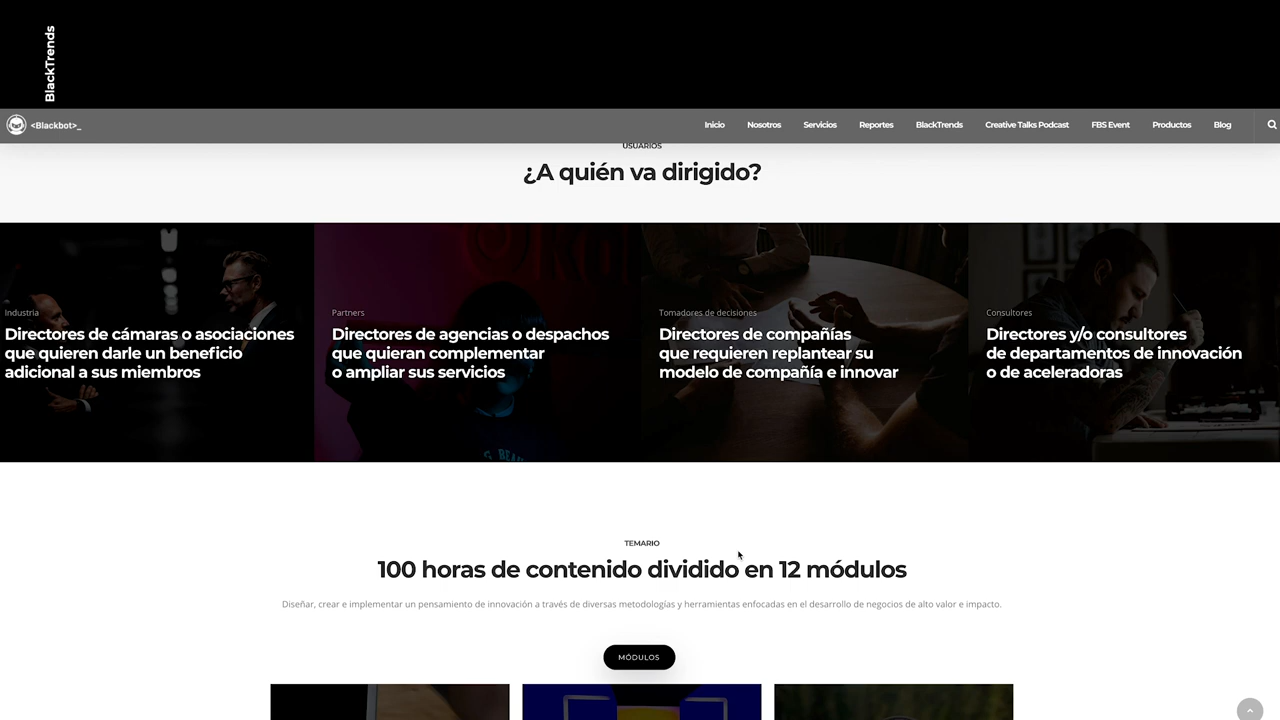 BlackTrends
<Blackbot>_
Inicio Nosotros Servicios Reportes BlackTrends Creative Talks Podcast FBS Event Productos Blog
USUARIOS
¿A quién va dirigido?
Industria
Directores de cámaras o asociaciones
que quieren darle un beneficio
adicional a sus miembros
Partners
Directores de agencias o despachos
que quieran complementar
o ampliar sus servicios
Tomadores de decisiones
Directores de compañías
que requieren replantear su
modelo de compañía e innovar
Consultores
Directores y/o consultores
de departamentos de innovación
o de aceleradoras
TEMARIO
100 horas de contenido dividido en 12 módulos
Diseñar, crear e implementar un pensamiento de innovación a través de diversas metodologías y herramientas enfocadas en el desarrollo de negocios de alto valor e impacto.
MÓDULOS